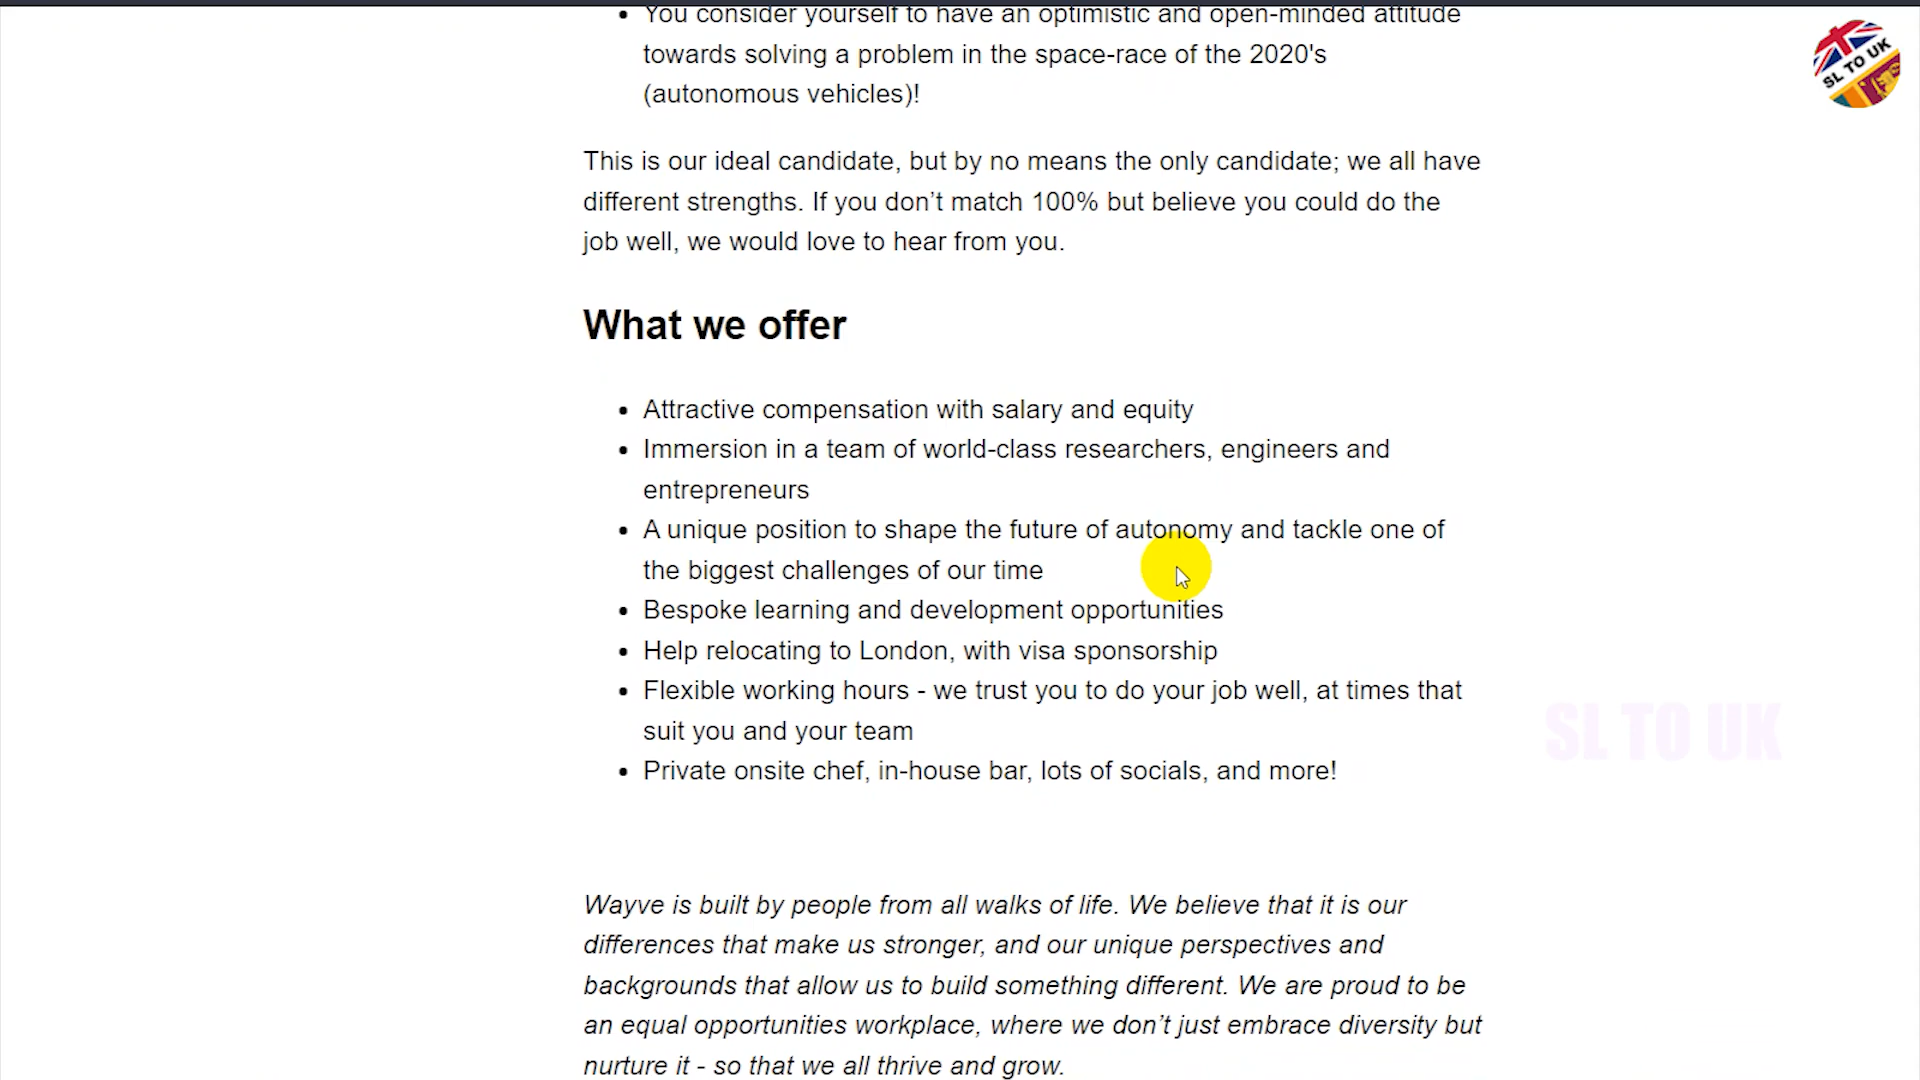 You consider yourself to have an optimistic and open-minded attitude
towards solving a problem in the space-race of the 2020's
(autonomous vehicles)!
SL TO UK
This is our ideal candidate, but by no means the only candidate; we all have
different strengths. If you don’t match 100% but believe you could do the
job well, we would love to hear from you.
What we offer
Attractive compensation with salary and equity
Immersion in a team of world-class researchers, engineers and
entrepreneurs
A unique position to shape the future of autonomy and tackle one of
the biggest challenges of our time
Bespoke learning and development opportunities
Help relocating to London, with visa sponsorship
Flexible working hours - we trust you to do your job well, at times that
suit you and your team
SL TO UK
Private onsite chef, in-house bar, lots of socials, and more!
Wayve is built by people from all walks of life. We believe that it is our
differences that make us stronger, and our unique perspectives and
backgrounds that allow us to build something different. We are proud to be
an equal opportunities workplace, where we don’t just embrace diversity but
nurture it - so that we all thrive and grow.